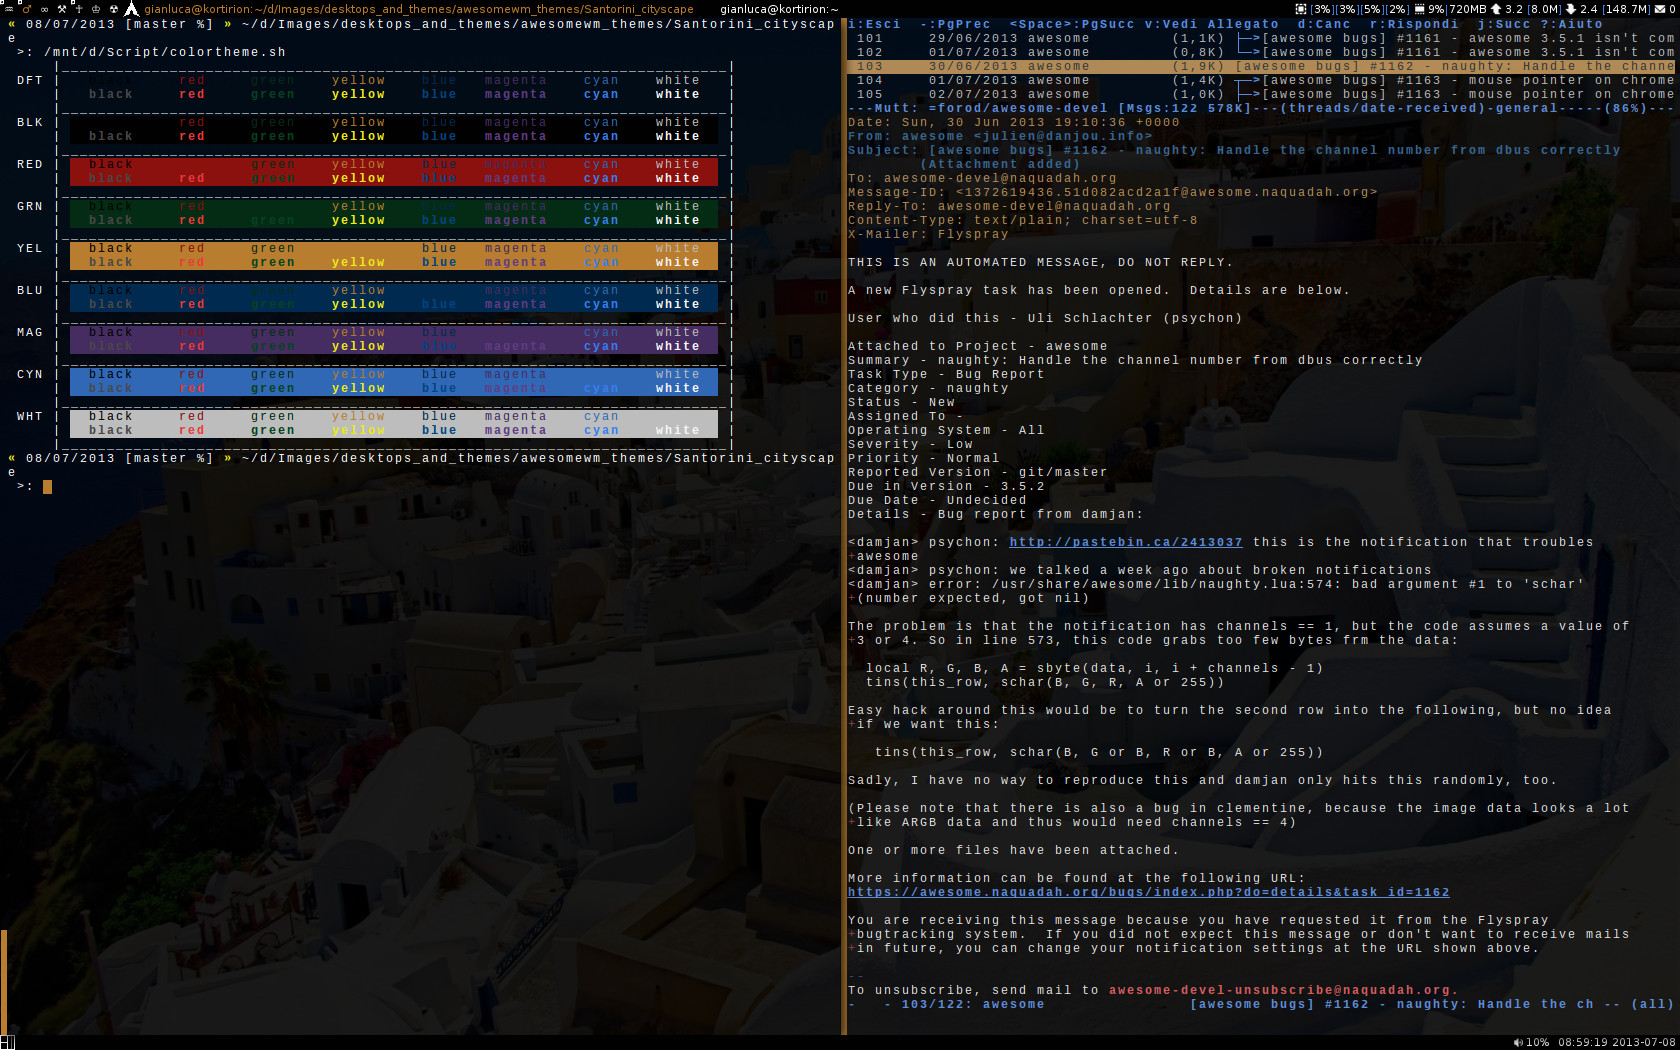 gianluca@kortirion:~/d/Images/desktops_and_themes/awesomewm_themes/Santorini_cityscape gianluca@kortirion:~ [3%][3%][5%][2%] 9%|720MB 3.2 [8.0M] 2.4 [148.7M] 0
« 08/07/2013 [master %] » ~/d/Images/desktops_and_themes/awesomewm_themes/Santorini_cityscap
e
>: /mnt/d/Script/colortheme.sh
DFT red green yellow blue magenta cyan white
black red green yellow blue magenta cyan white
BLK red green yellow blue magenta cyan white
black red green yellow blue magenta cyan white
RED black green yellow blue magenta cyan white
black red green yellow blue magenta cyan white
GRN black red yellow blue magenta cyan white
black red green yellow blue magenta cyan white
YEL black red green blue magenta cyan white
black red green yellow blue magenta cyan white
BLU black red green yellow magenta cyan white
black red green yellow blue magenta cyan white
MAG black red green yellow blue cyan white
black red green yellow blue magenta cyan white
CYN black red green yellow blue magenta white
black red green yellow blue magenta cyan white
WHT black red green yellow blue magenta cyan
black red green yellow blue magenta cyan white
« 08/07/2013 [master %] » ~/d/Images/desktops_and_themes/awesomewm_themes/Santorini_cityscap
e
>:
i:Esci -:PgPrec <Space>:PgSucc v:Vedi Allegato d:Canc r:Rispondi j:Succ ?:Aiuto
101 29/06/2013 awesome (1,1K) ├─>[awesome bugs] #1161 - awesome 3.5.1 isn't com
102 01/07/2013 awesome (0,8K) └─>[awesome bugs] #1161 - awesome 3.5.1 isn't com
103 30/06/2013 awesome (1,9K) [awesome bugs] #1162 - naughty: Handle the channe
104 01/07/2013 awesome (1,4K) ┬─>[awesome bugs] #1163 - mouse pointer on chrome
105 02/07/2013 awesome (1,0K) ├─>[awesome bugs] #1163 - mouse pointer on chrome
---Mutt: =forod/awesome-devel [Msgs:122 578K]---(threads/date-received)-general-----(86%)---
Date: Sun, 30 Jun 2013 19:10:36 +0000
From: awesome <julien@danjou.info>
Subject: [awesome bugs] #1162 - naughty: Handle the channel number from dbus correctly
(Attachment added)
To: awesome-devel@naquadah.org
Message-ID: <1372619436.51d082acd2a1f@awesome.naquadah.org>
Reply-To: awesome-devel@naquadah.org
Content-Type: text/plain; charset=utf-8
X-Mailer: Flyspray
THIS IS AN AUTOMATED MESSAGE, DO NOT REPLY.
A new Flyspray task has been opened.  Details are below.
User who did this - Uli Schlachter (psychon)
Attached to Project - awesome
Summary - naughty: Handle the channel number from dbus correctly
Task Type - Bug Report
Category - naughty
Status - New
Assigned To -
Operating System - All
Severity - Low
Priority - Normal
Reported Version - git/master
Due in Version - 3.5.2
Due Date - Undecided
Details - Bug report from damjan:
<damjan> psychon: http://pastebin.ca/2413037 this is the notification that troubles
+awesome
<damjan> psychon: we talked a week ago about broken notifications
<damjan> error: /usr/share/awesome/lib/naughty.lua:574: bad argument #1 to 'schar'
+(number expected, got nil)
The problem is that the notification has channels == 1, but the code assumes a value of
+3 or 4. So in line 573, this code grabs too few bytes frm the data:
local R, G, B, A = sbyte(data, i, i + channels - 1)
tins(this_row, schar(B, G, R, A or 255))
Easy hack around this would be to turn the second row into the following, but no idea
+if we want this:
tins(this_row, schar(B, G or B, R or B, A or 255))
Sadly, I have no way to reproduce this and damjan only hits this randomly, too.
(Please note that there is also a bug in clementine, because the image data looks a lot
+like ARGB data and thus would need channels == 4)
One or more files have been attached.
More information can be found at the following URL:
https://awesome.naquadah.org/bugs/index.php?do=details&task_id=1162
You are receiving this message because you have requested it from the Flyspray
+bugtracking system.  If you did not expect this message or don't want to receive mails
+in future, you can change your notification settings at the URL shown above.
--
To unsubscribe, send mail to awesome-devel-unsubscribe@naquadah.org.
-   - 103/122: awesome [awesome bugs] #1162 - naughty: Handle the ch -- (all)
10% 08:59:19 2013-07-08